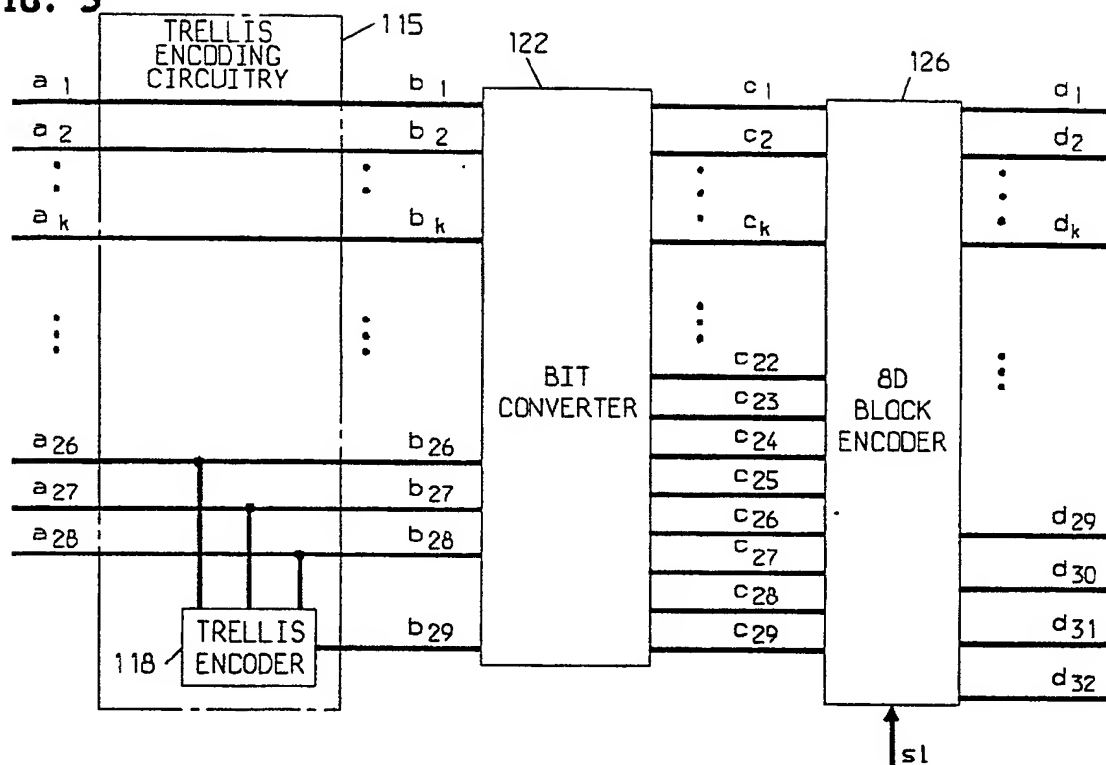 TRELLIS
ENCODING
CIRCUITRY
115
122
126
a1
b1
c1
d1
a2
b2
c2
d2
ak
bk
ck
dk
BIT
CONVERTER
8D
BLOCK
ENCODER
c22
c23
c24
c25
c26
c27
c28
c29
a26
b26
a27
b27
a28
b28
b29
TRELLIS
ENCODER
118
d29
d30
d31
d32
sl